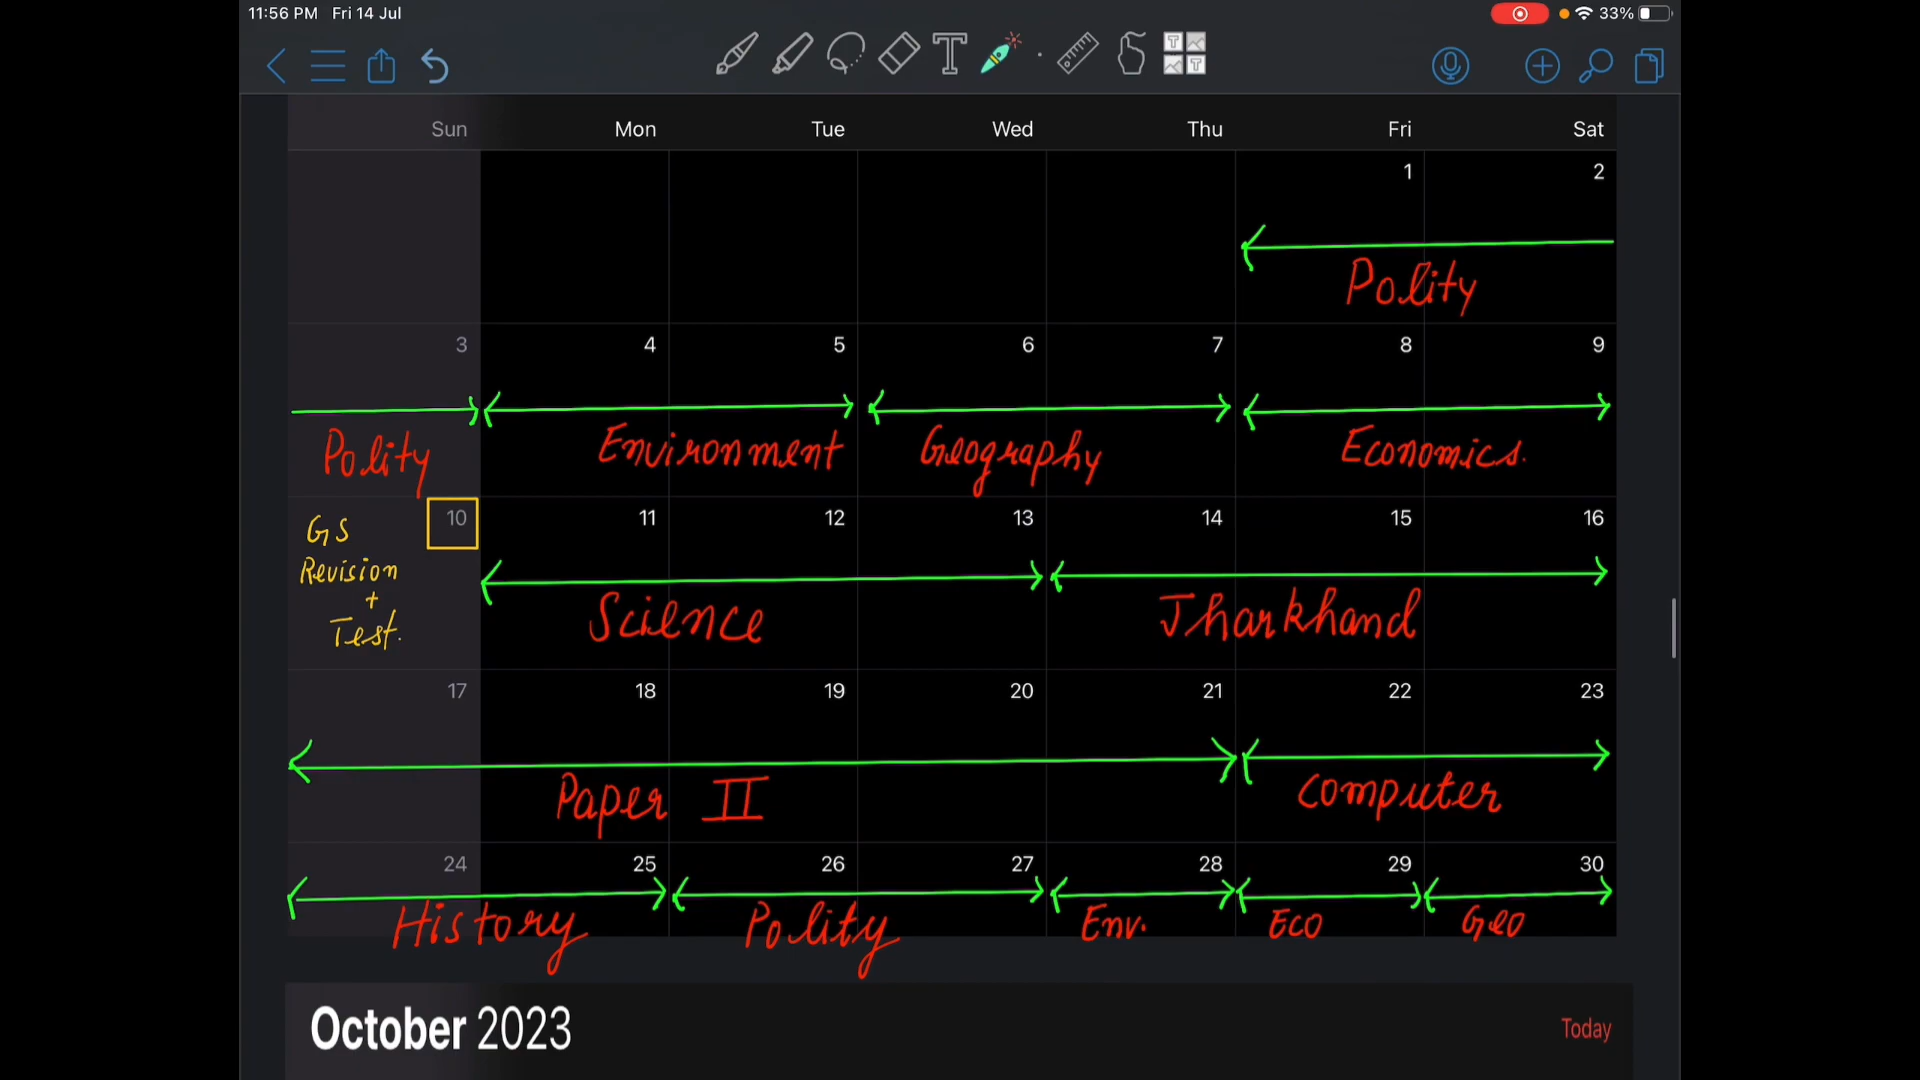 11:56 PM Fri 14 Jul 33%
Sun Mon Tue Wed Thu Fri Sat
1 2
Polity
3 4 5 6 7 8 9
Polity Environment Geography Economics.
10 11 12 13 14 15 16
GS
Revision
+
Test.
Science Jharkhand
17 18 19 20 21 22 23
Paper II Computer
24 25 26 27 28 29 30
History Polity Env. Eco Geo
October 2023 Today